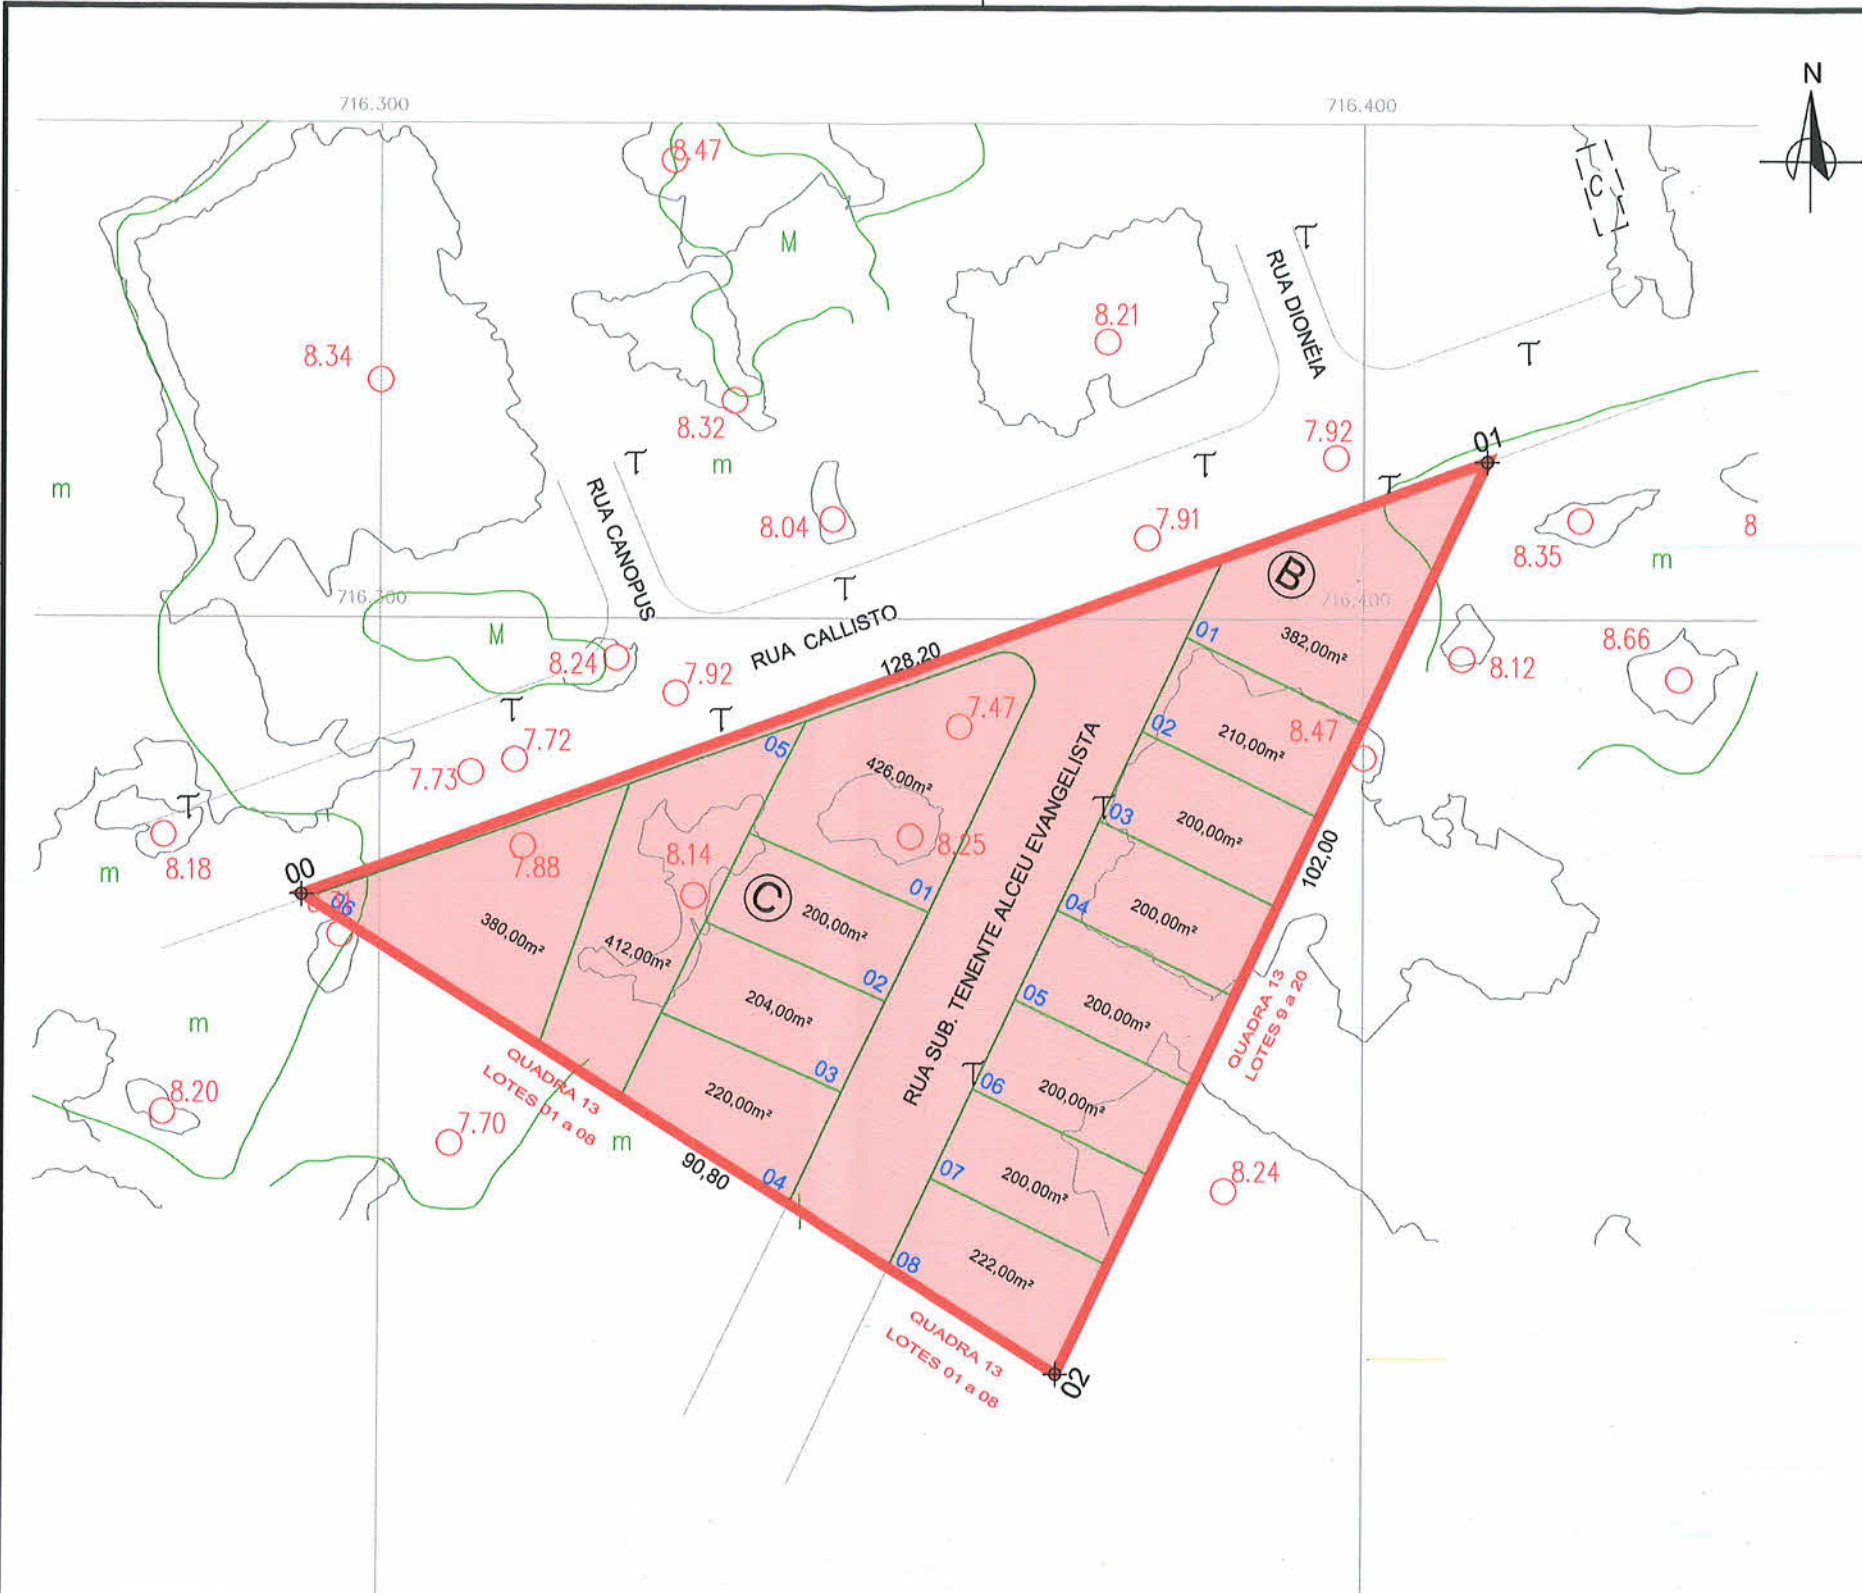 N
716.300
716.400
8.47
C
M
T
RUA DIONÉIA
8.21
8.34
T
8.32
7.92
01
T
m
T
m
RUA CANOPUS
8.04
7.91
T
8.35
8
m
B
T
716.300
716.400
M
RUA CALLISTO
01
382,00m²
8.24
8.12
8.66
128,20
7.92
T
T
7.47
02
210,00m²
8.47
05
7.72
7.73
426,00m²
RUA SUB. TENENTE ALCEU EVANGELISTA
T
T
03
200,00m²
8.18
m
7.88
8.14
8.25
102,00
00
06
C
01
200,00m²
04
200,00m²
380,00m²
412,00m²
02
204,00m²
05
200,00m²
QUADRA 13
LOTES 9 a 20
m
QUADRA 13
LOTES 01 a 08
03
T
06
200,00m²
8.20
220,00m²
7.70
m
90,80
04
07
200,00m²
8.24
08
222,00m²
QUADRA 13
LOTES 01 a 08
02